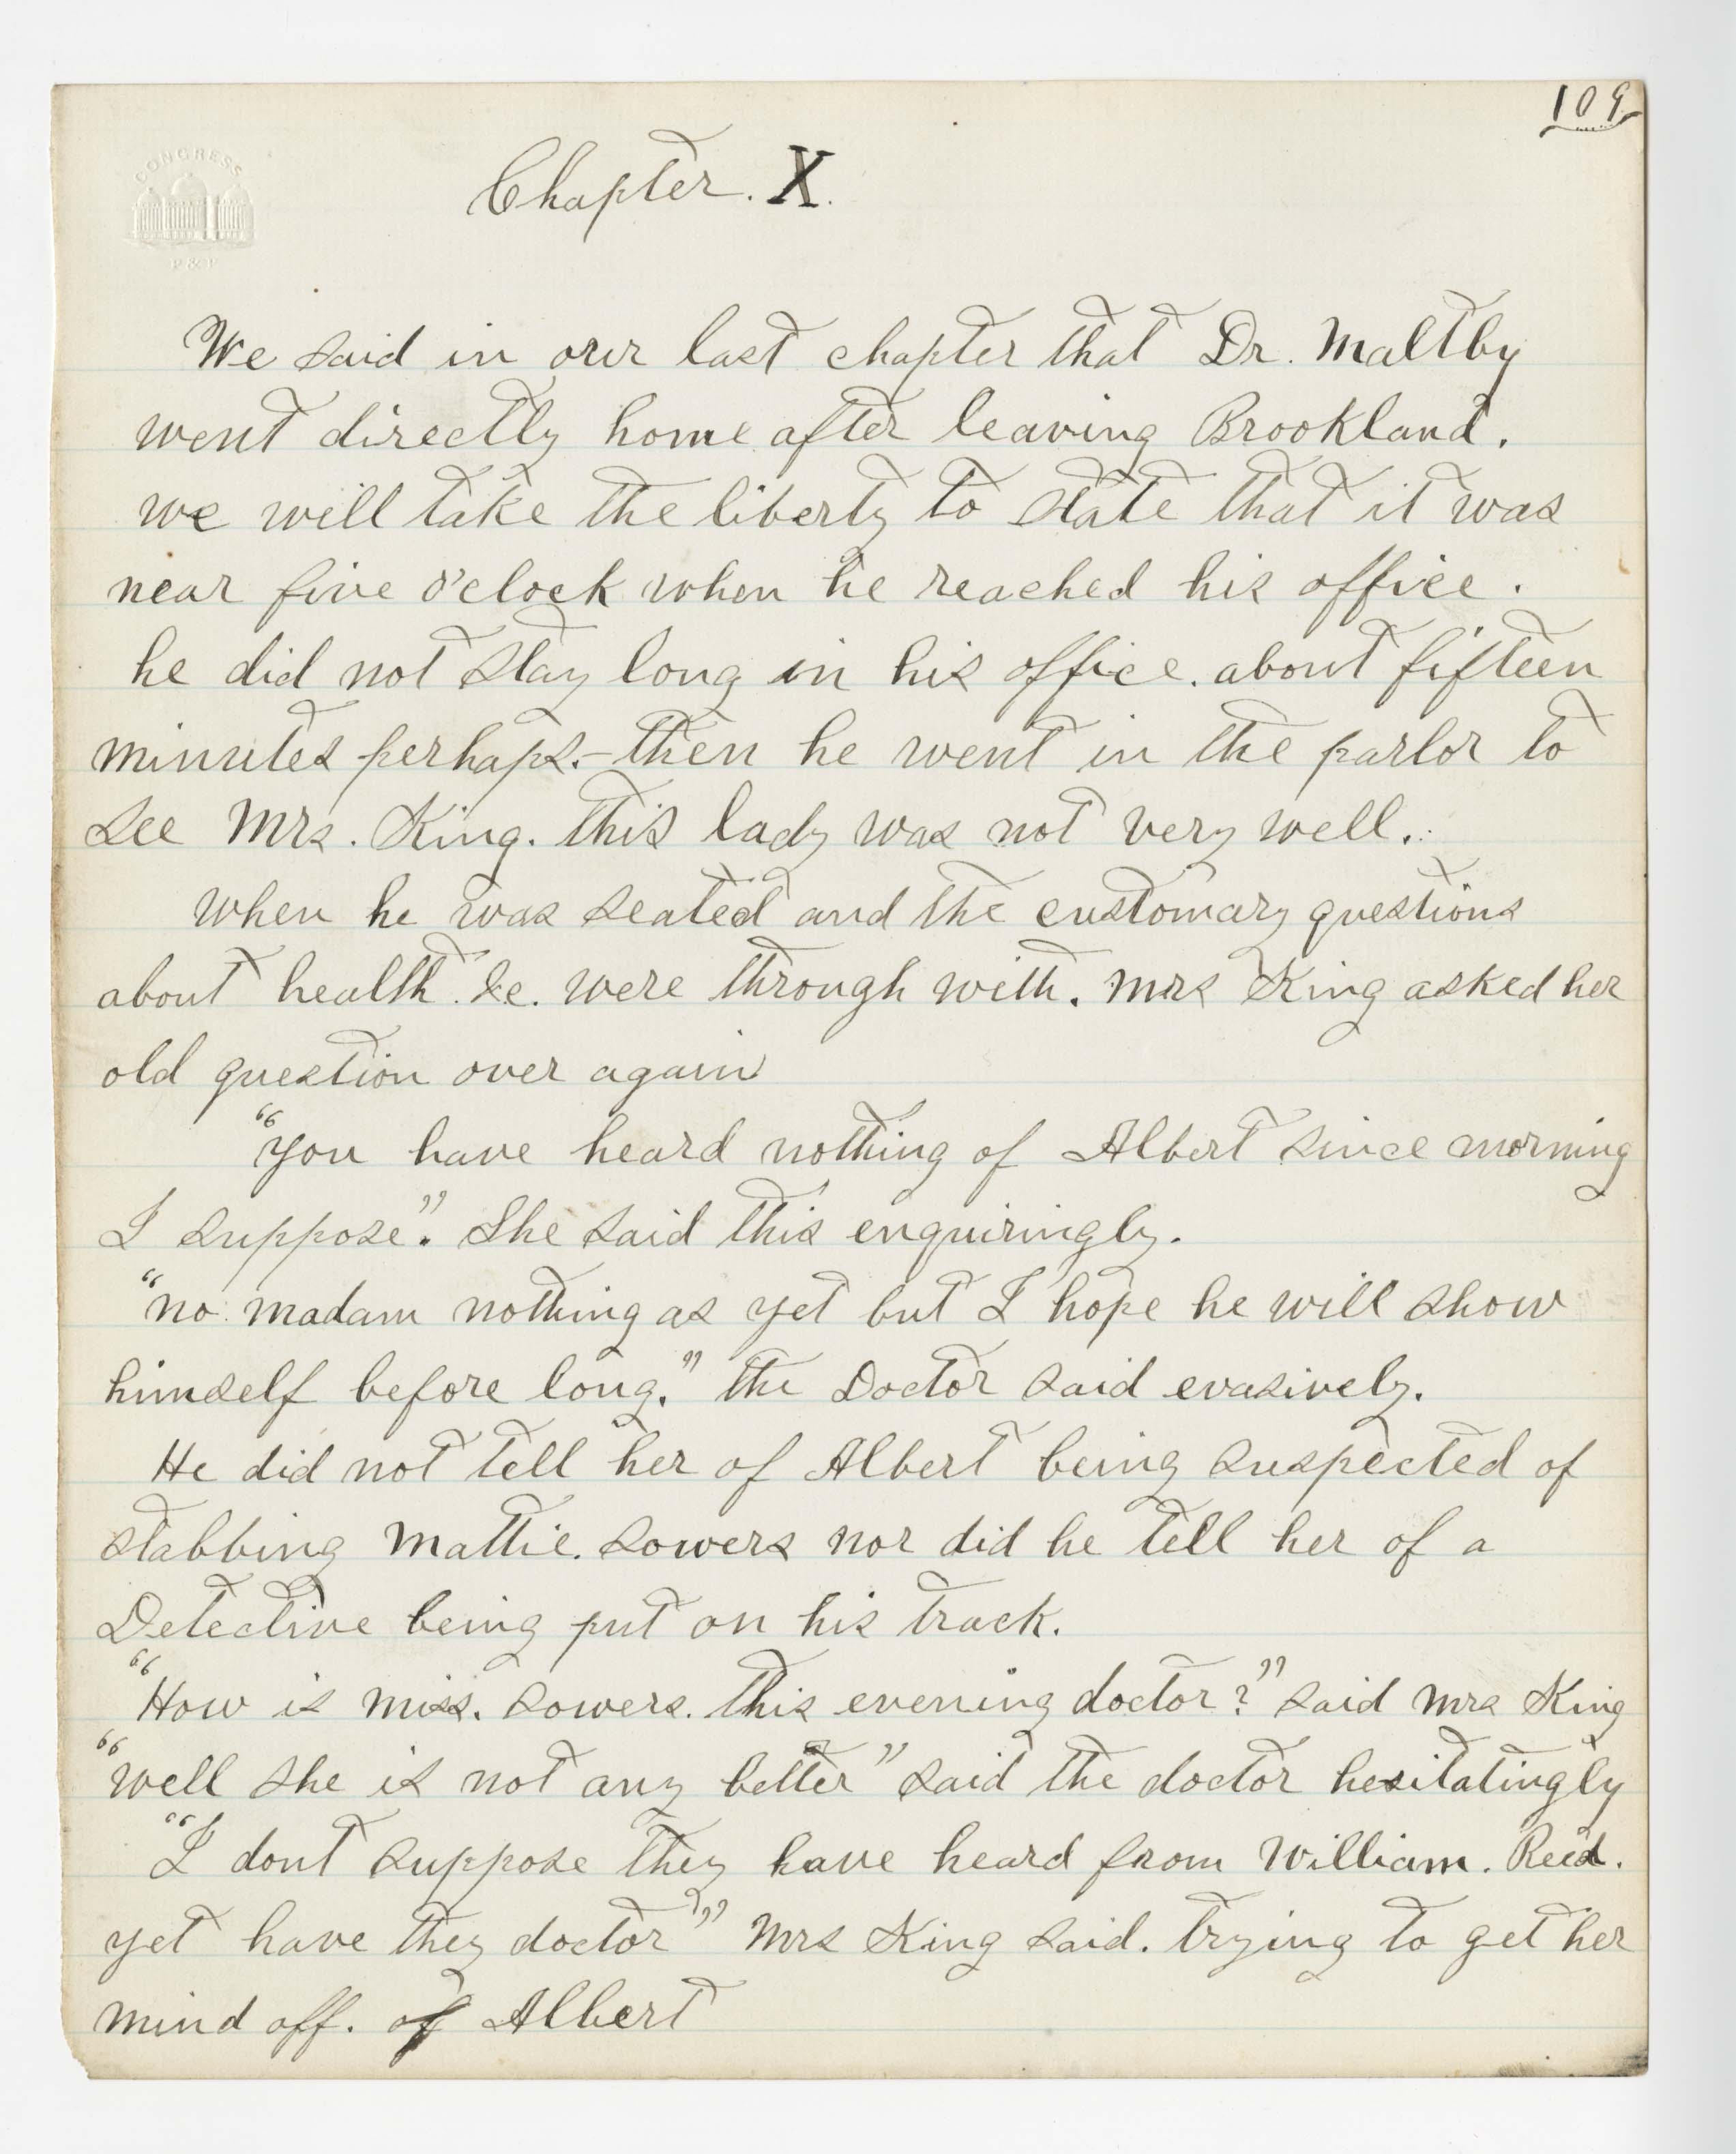 109
CONGRESS
P & P
Chapter. X.
We said in our last chapter that Dr. Maltby
went directly home after leaving Brookland.
we will take the liberty to state that it was
near five o'clock when he reached his office.
he did not stay long in his office. about fifteen
minutes perhaps.- then he went in the parlor to
see Mrs. King. this lady was not very well.
when he was seated and the customary questions
about health. &c. were through with. Mrs King asked her
old question over again
"you have heard nothing of Albert since morning
I suppose". She said this enquiringly.
"no madam nothing as yet but I hope he will show
himself before long." the Doctor said evasively.
He did not tell her of Albert being suspected of
stabbing Mattie. Sowers nor did he tell her of a
Detective being put on his track.
"How is miss. Sowers. this evening doctor?" said Mrs King
"well she is not any better" said the doctor hesitatingly
"I dont suppose they have heard from William. Reid.
yet have they doctor" Mrs King said. trying to get her
mind off. of Albert